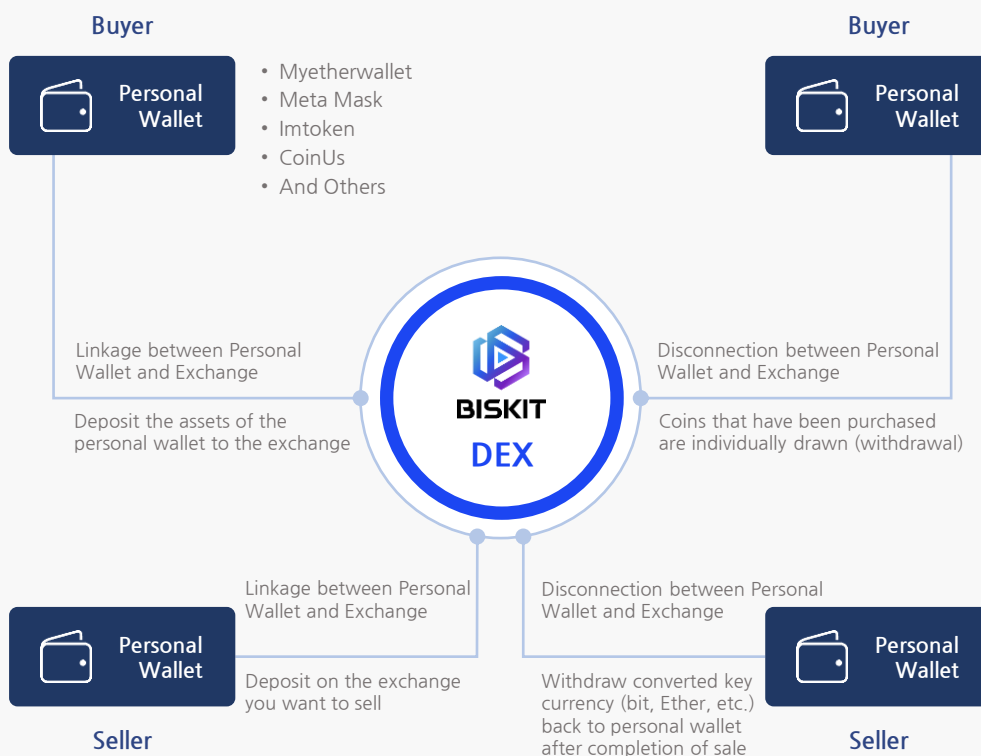 Buyer
Buyer
Personal
Wallet
• Myetherwallet
• Meta Mask
• Imtoken
• CoinUs
• And Others
Personal
Wallet
Linkage between Personal
Wallet and Exchange
Deposit the assets of the
personal wallet to the exchange
BISKIT
DEX
Disconnection between Personal
Wallet and Exchange
Coins that have been purchased
are individually drawn (withdrawal)
Linkage between Personal
Wallet and Exchange
Deposit on the exchange
you want to sell
Disconnection between Personal
Wallet and Exchange
Withdraw converted key
currency (bit, Ether, etc.)
back to personal wallet
after completion of sale
Personal
Wallet
Seller
Personal
Wallet
Seller